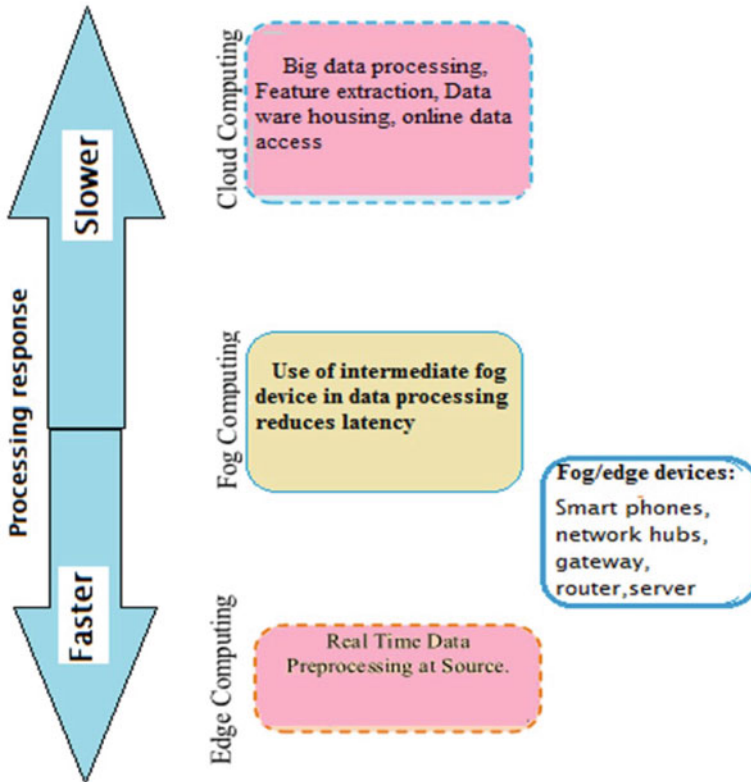 Processing response
Slower
Faster
Cloud Computing
Big data processing,
Feature extraction, Data
ware housing, online data
access
Fog Computing
Use of intermediate fog
device in data processing
reduces latency
Fog/edge devices:
Smart phones,
network hubs,
gateway,
router,server
Edge Computing
Real Time Data
Preprocessing at Source.